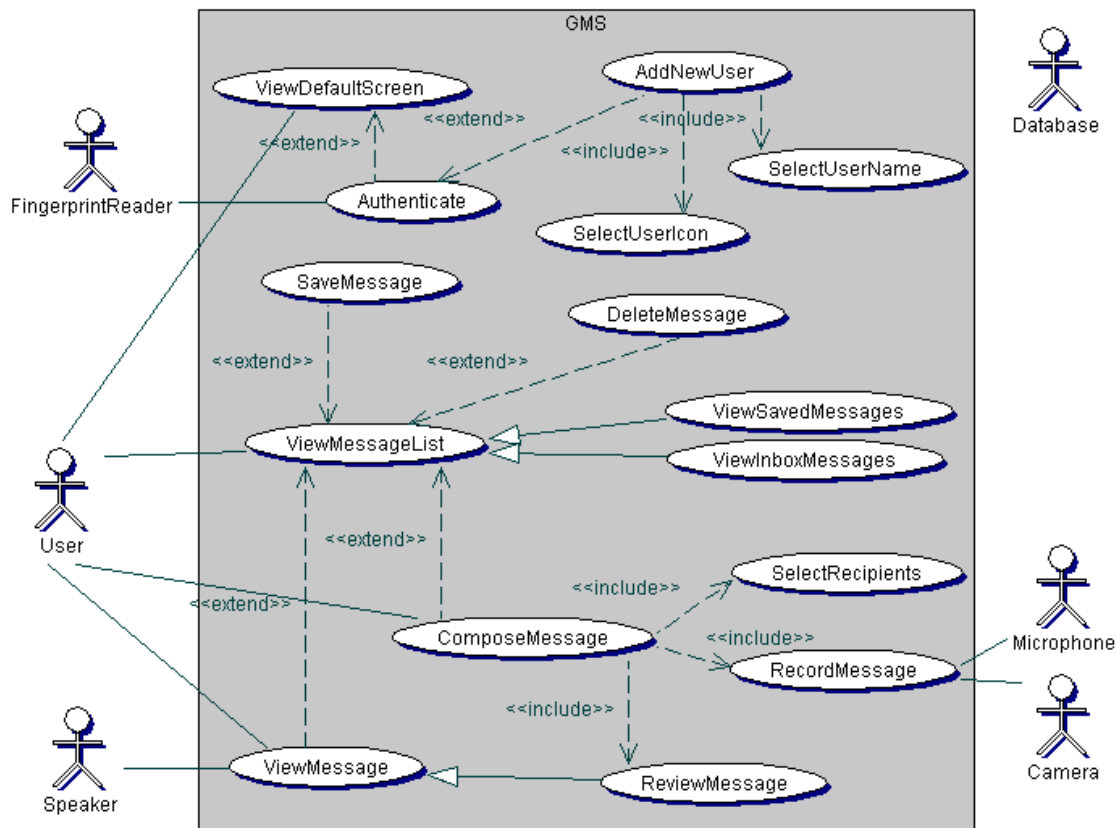 GMS
ViewDefaultScreen
AddNewUser
Database
<<extend>>
<<include>>
<<extend>>
<<include>>
SelectUserName
FingerprintReader
Authenticate
SelectUserIcon
SaveMessage
DeleteMessage
<<extend>>
<<extend>>
ViewSavedMessages
ViewMessageList
ViewInboxMessages
User
<<extend>>
SelectRecipients
<<include>>
<<extend>>
ComposeMessage
<<include>>
Microphone
RecordMessage
<<include>>
ViewMessage
Camera
ReviewMessage
Speaker